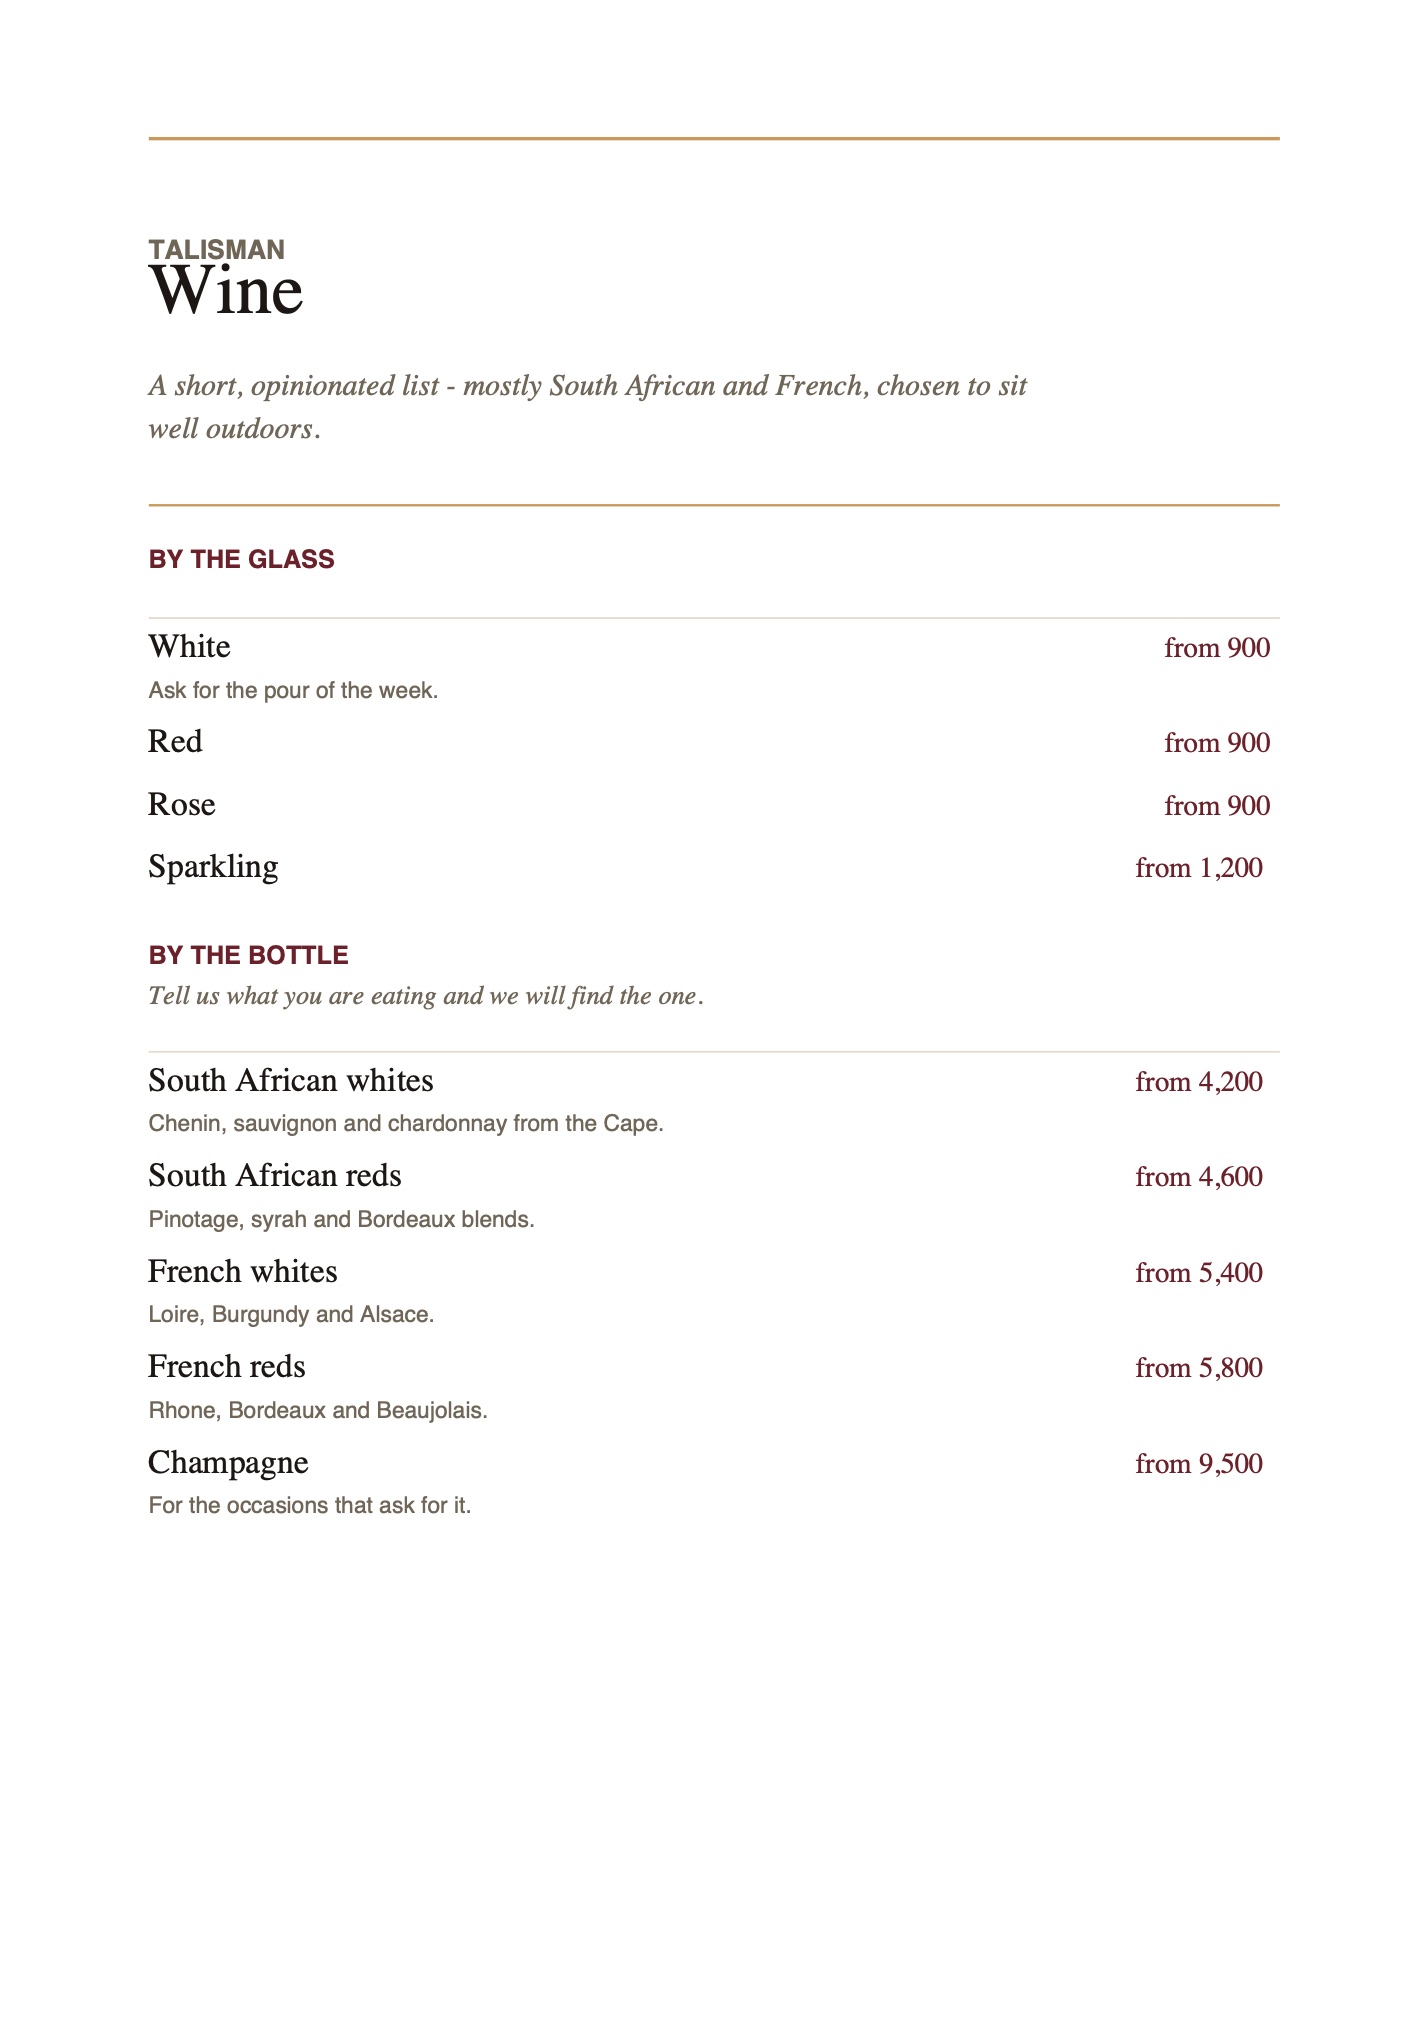 TALISMAN
Wine
A short, opinionated list - mostly South African and French, chosen to sit
well outdoors.
BY THE GLASS
White from 900
Ask for the pour of the week.
Red from 900
Rose from 900
Sparkling from 1,200
BY THE BOTTLE
Tell us what you are eating and we will find the one.
South African whites from 4,200
Chenin, sauvignon and chardonnay from the Cape.
South African reds from 4,600
Pinotage, syrah and Bordeaux blends.
French whites from 5,400
Loire, Burgundy and Alsace.
French reds from 5,800
Rhone, Bordeaux and Beaujolais.
Champagne from 9,500
For the occasions that ask for it.